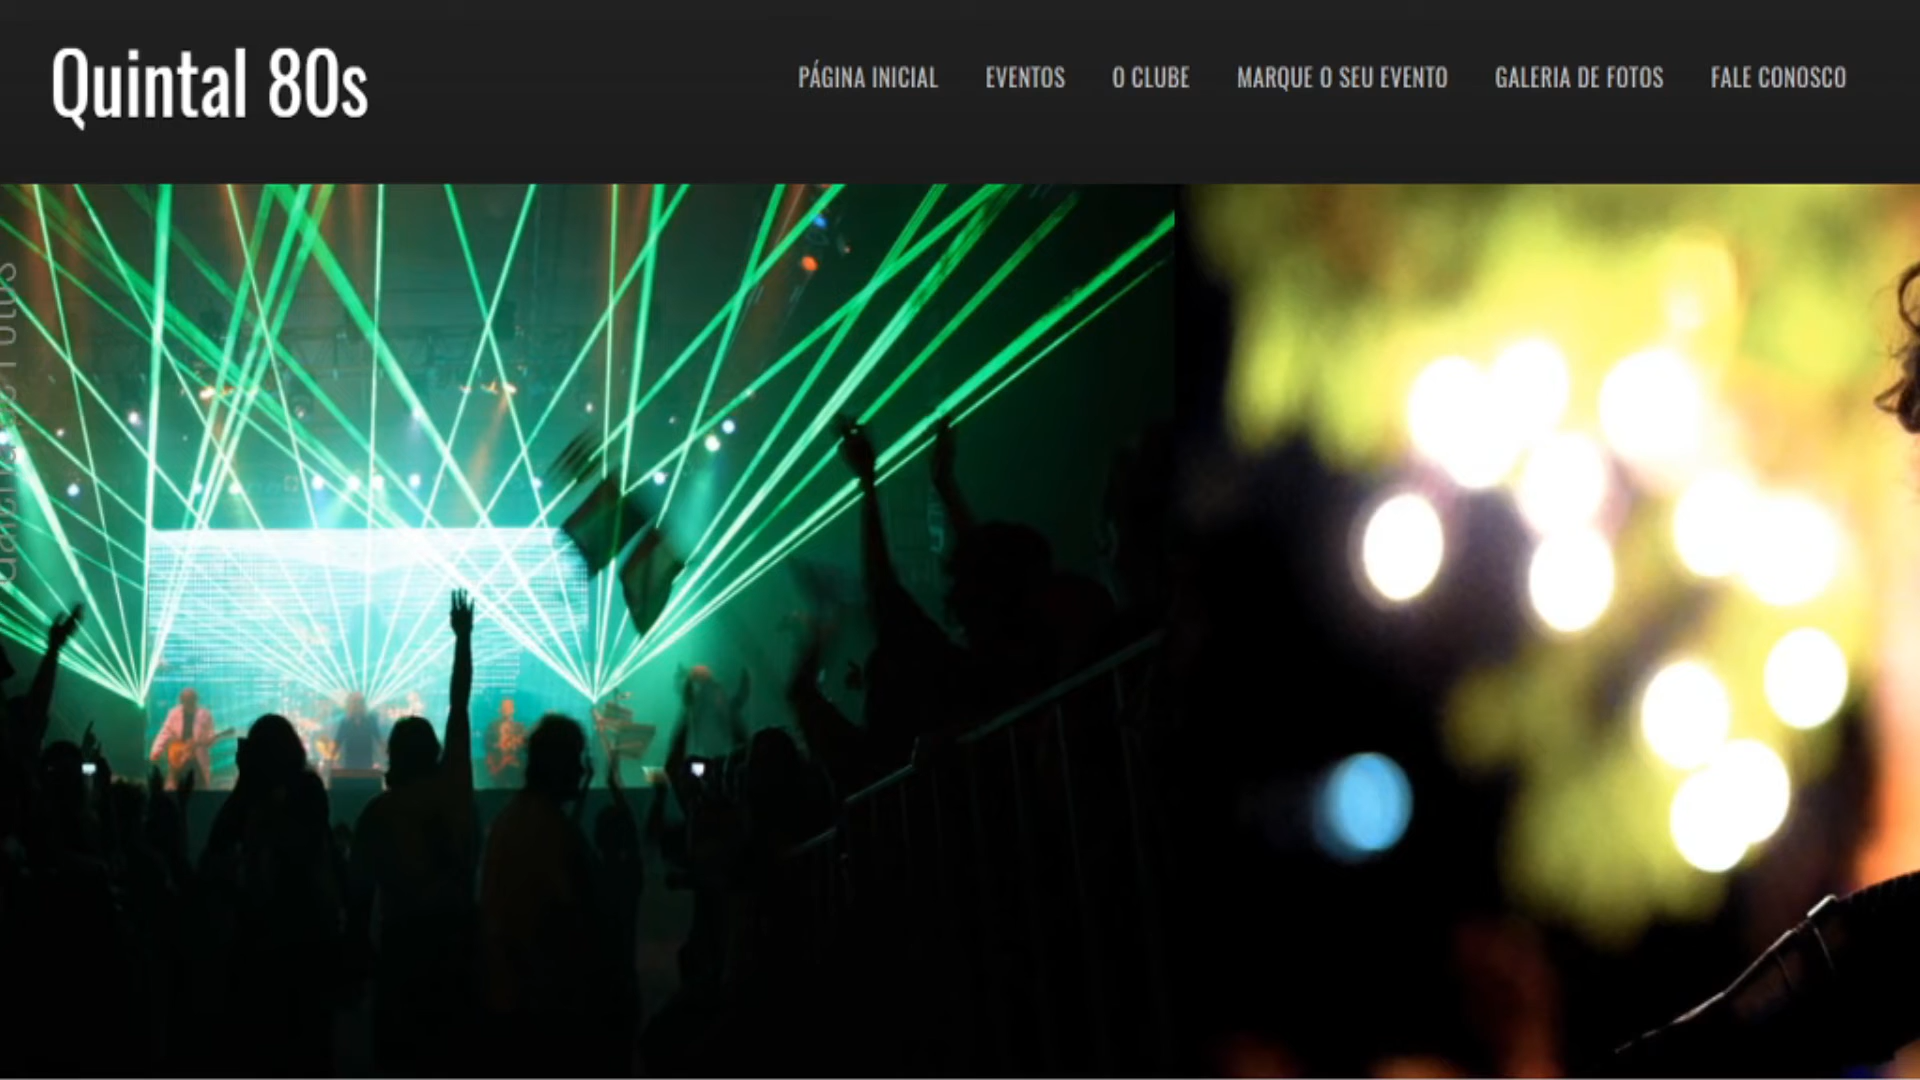 Quintal 80s
PÁGINA INICIAL
EVENTOS
O CLUBE
MARQUE O SEU EVENTO
GALERIA DE FOTOS
FALE CONOSCO